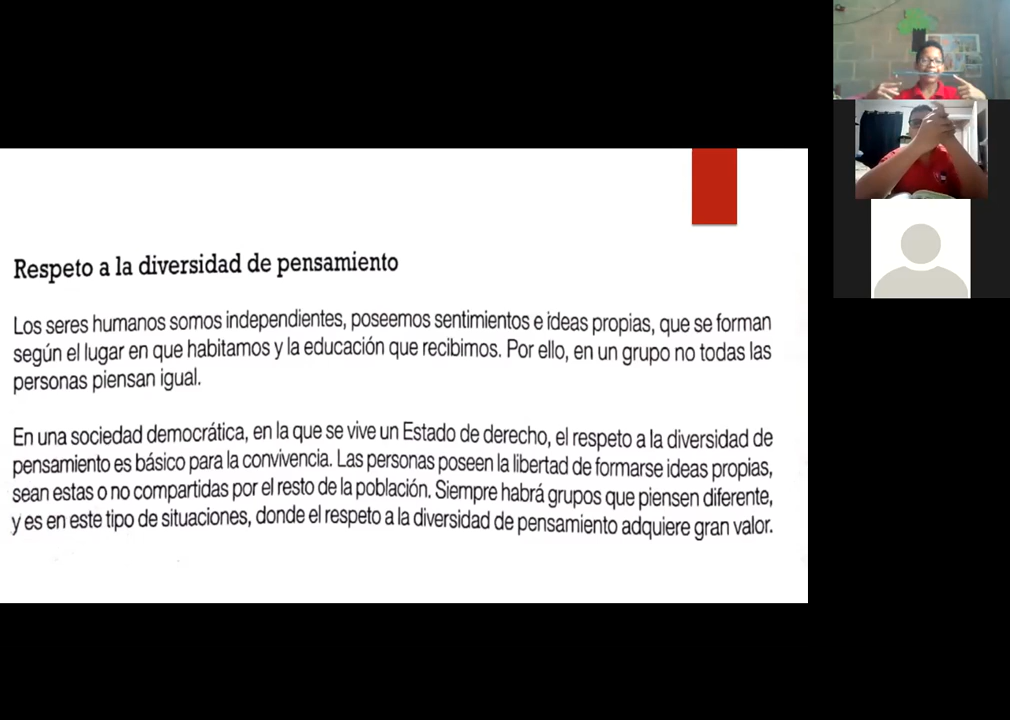 Respeto a la diversidad de pensamiento
Los seres humanos somos independientes, poseemos sentimientos e ideas propias, que se forman
según el lugar en que habitamos y la educación que recibimos. Por ello, en un grupo no todas las
personas piensan igual.
En una sociedad democrática, en la que se vive un Estado de derecho, el respeto a la diversidad de
pensamiento es básico para la convivencia. Las personas poseen la libertad de formarse ideas propias,
sean estas o no compartidas por el resto de la población. Siempre habrá grupos que piensen diferente,
y es en este tipo de situaciones, donde el respeto a la diversidad de pensamiento adquiere gran valor.